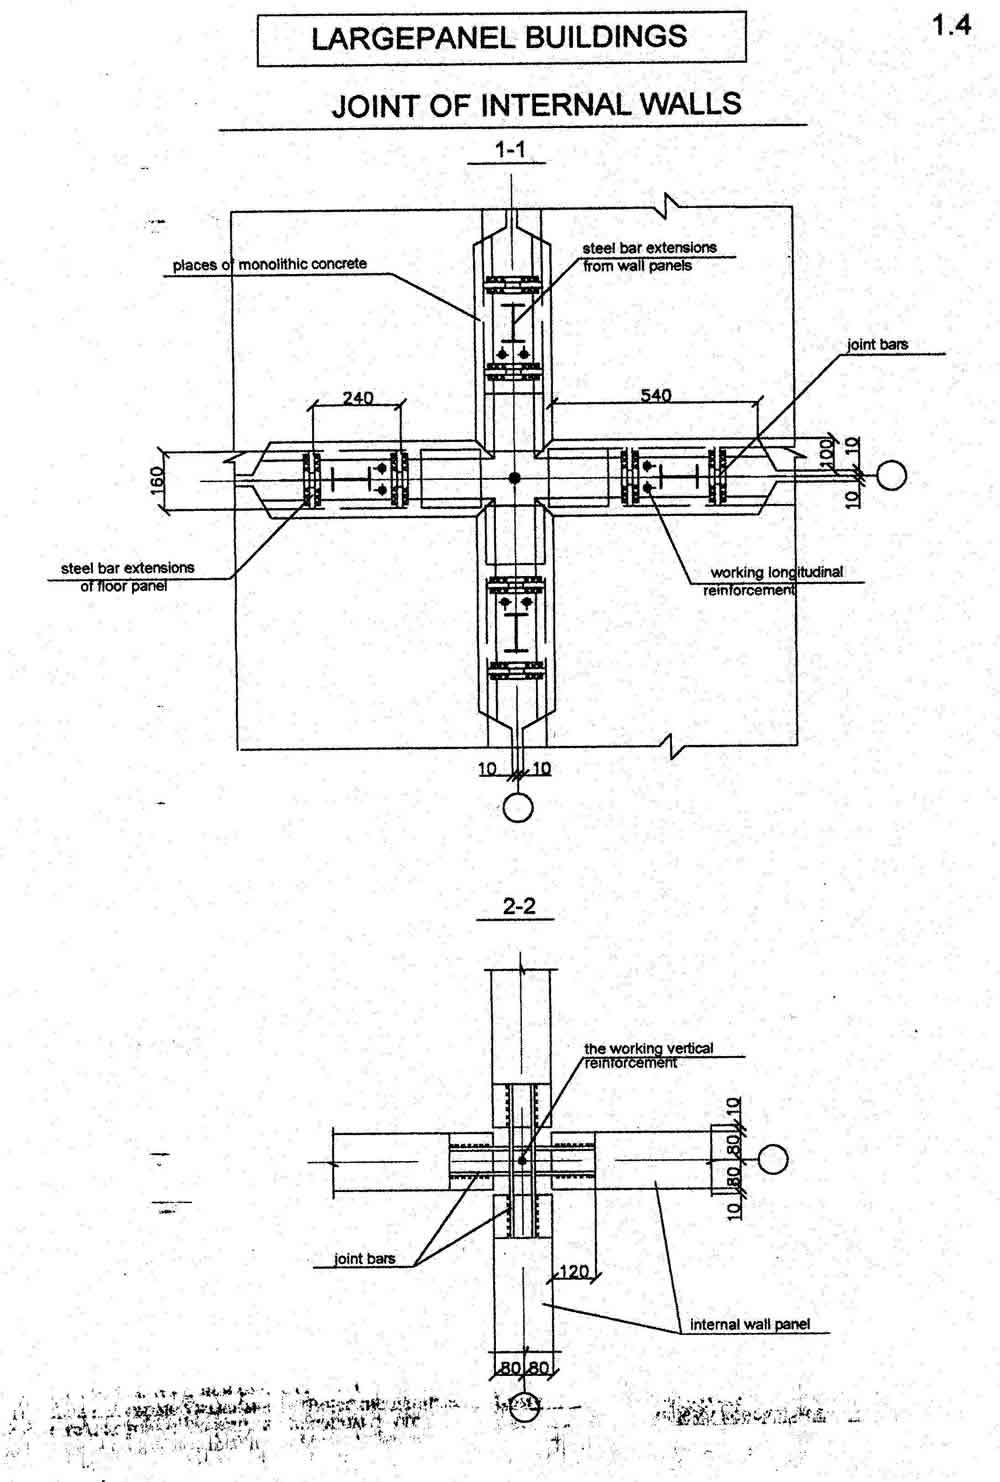 1.4
LARGEPANEL BUILDINGS
JOINT OF INTERNAL WALLS
1-1
steel bar extensions
from wall panels
places of monolithic concrete
joint bars
240
540
160
100
10
10
steel bar extensions
of floor panel
working longitudinal
reinforcement
10
10
2-2
the working vertical
reinforcement
10
80
80
10
joint bars
120
internal wall panel
80
80